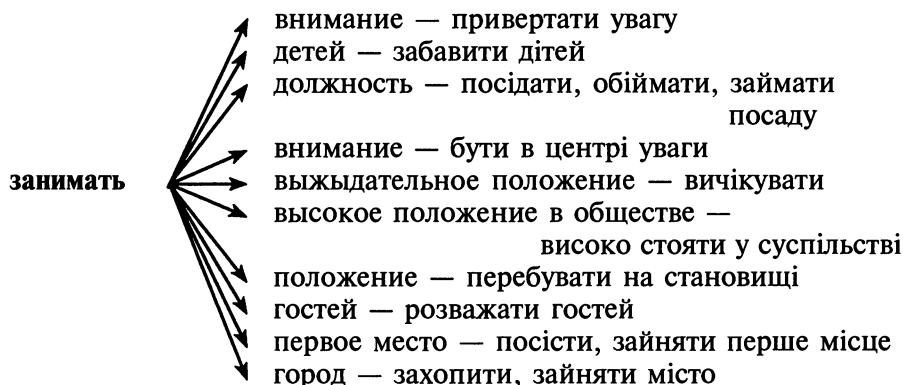 внимание — привертати увагу
детей — забавити дітей
должность — посідати, обіймати, займати
посаду
внимание — бути в центрі уваги
занимать
выжыдательное положение — вичікувати
высокое положение в обществе —
високо стояти у суспільстві
положение — перебувати на становищі
гостей — розважати гостей
первое место — посісти, зайняти перше місце
город — захопити, зайняти місто